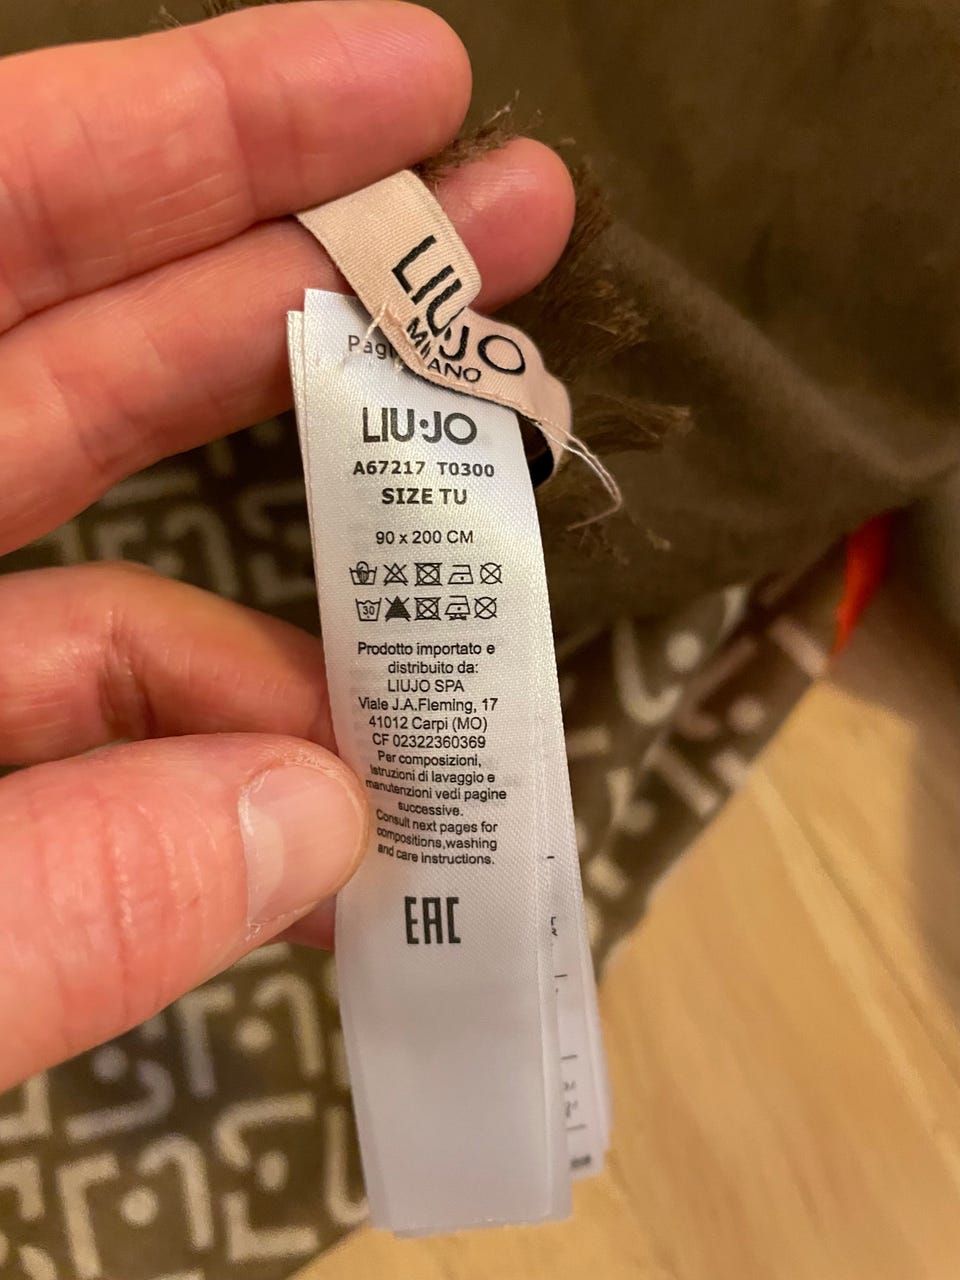 LIU·JO
MILANO
LIU·JO
A67217 T0300
SIZE TU
90 x 200 CM
30
Prodotto importato e
distribuito da:
LIUJO SPA
Viale J.A.Fleming, 17
41012 Carpi (MO)
CF 02322360369
Per composizioni,
istruzioni di lavaggio e
manutenzioni vedi pagine
successive.
Consult next pages for
compositions,washing
and care instructions.
EAC